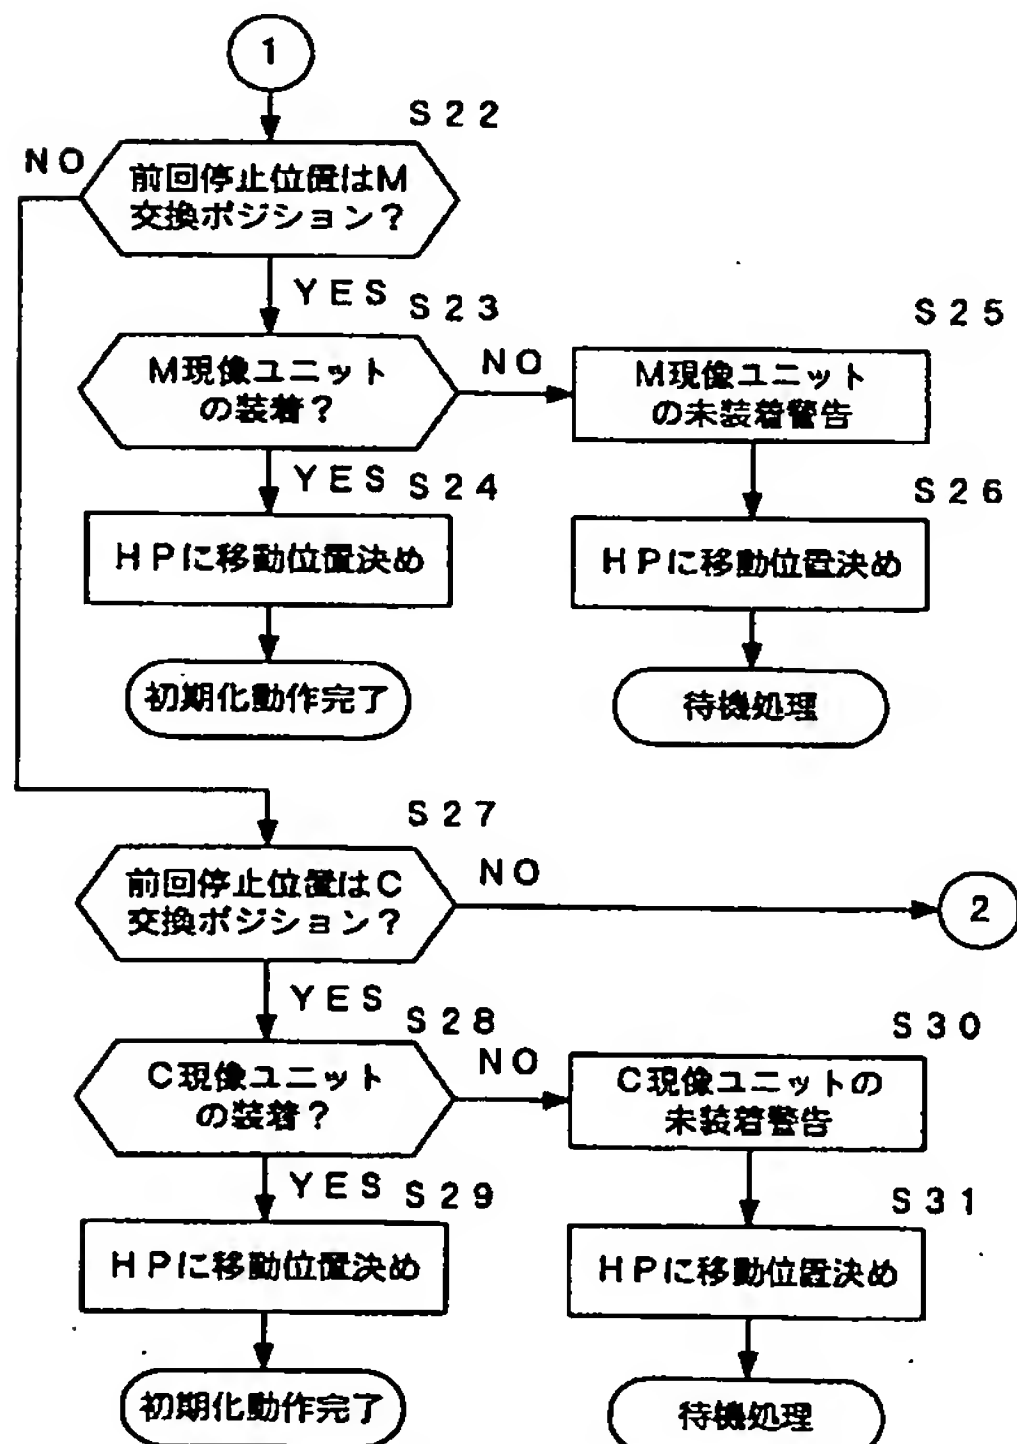 1
S22
NO
前回停止位置はM
交換ポジション?
YES
S23
M現像ユニット
の装着?
NO
S25
M現像ユニット
の未装着警告
YES
S24
HPに移動位置決め
S26
HPに移動位置決め
初期化動作完了
待機処理
S27
前回停止位置はC
交換ポジション?
NO
2
YES
S28
C現像ユニット
の装着?
NO
S30
C現像ユニットの
未装着警告
YES
S29
HPに移動位置決め
S31
HPに移動位置決め
初期化動作完了
待機処理